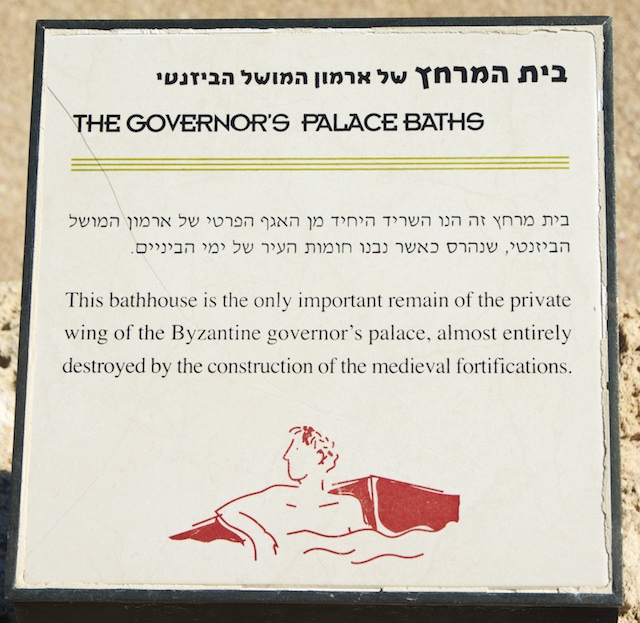 בית המרחץ של ארמון המושל הביזנטי
THE GOVERNOR'S PALACE BATHS
בית מרחץ זה הנו השריד היחיד מן האגף הפרטי של ארמון המושל
הביזנטי, שנהרס כאשר נבנו חומות העיר של ימי הביניים.
This bathhouse is the only important remain of the private
wing of the Byzantine governor's palace, almost entirely
destroyed by the construction of the medieval fortifications.